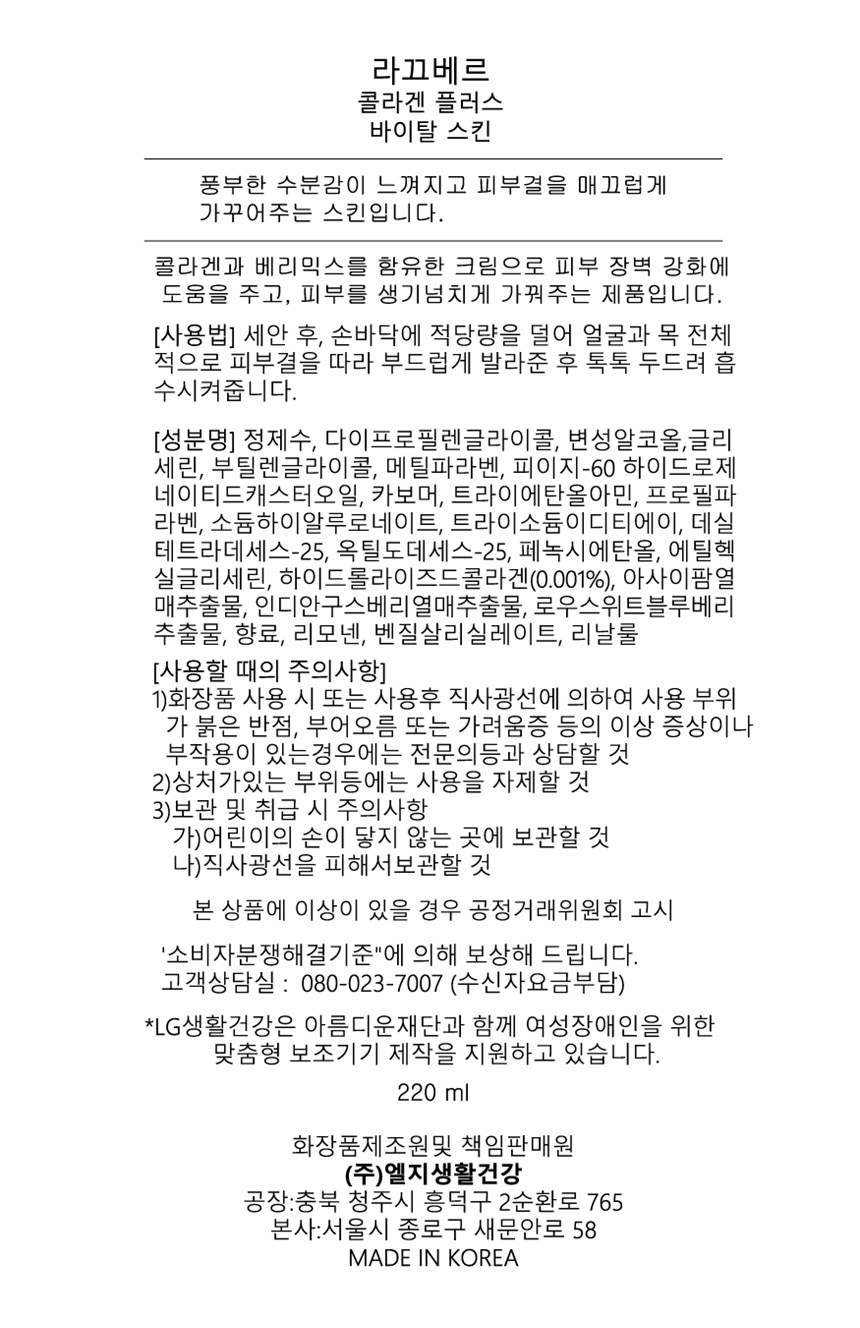 라끄베르
콜라겐 플러스
바이탈 스킨
풍부한 수분감이 느껴지고 피부결을 매끄럽게
가꾸어주는 스킨입니다.
콜라겐과 베리믹스를 함유한 크림으로 피부 장벽 강화에
도움을 주고, 피부를 생기넘치게 가꿔주는 제품입니다.
[사용법] 세안 후, 손바닥에 적당량을 덜어 얼굴과 목 전체
적으로 피부결을 따라 부드럽게 발라준 후 톡톡 두드려 흡
수시켜줍니다.
[성분명] 정제수, 다이프로필렌글라이콜, 변성알코올,글리
세린, 부틸렌글라이콜, 메틸파라벤, 피이지-60 하이드로제
네이티드캐스터오일, 카보머, 트라이에탄올아민, 프로필파
라벤, 소듐하이알루로네이트, 트라이소듐이디티에이, 데실
테트라데세스-25, 옥틸도데세스-25, 페녹시에탄올, 에틸헥
실글리세린, 하이드롤라이즈드콜라겐(0.001%), 아사이팜열
매추출물, 인디안구스베리열매추출물, 로우스위트블루베리
추출물, 향료, 리모넨, 벤질살리실레이트, 리날룰
[사용할 때의 주의사항]
1)화장품 사용 시 또는 사용후 직사광선에 의하여 사용 부위
가 붉은 반점, 부어오름 또는 가려움증 등의 이상 증상이나
부작용이 있는경우에는 전문의등과 상담할 것
2)상처가있는 부위등에는 사용을 자제할 것
3)보관 및 취급 시 주의사항
가)어린이의 손이 닿지 않는 곳에 보관할 것
나)직사광선을 피해서보관할 것
본 상품에 이상이 있을 경우 공정거래위원회 고시
'소비자분쟁해결기준"에 의해 보상해 드립니다.
고객상담실 : 080-023-7007 (수신자요금부담)
*LG생활건강은 아름디운재단과 함께 여성장애인을 위한
맞춤형 보조기기 제작을 지원하고 있습니다.
220 ml
화장품제조원및 책임판매원
(주)엘지생활건강
공장:충북 청주시 흥덕구 2순환로 765
본사:서울시 종로구 새문안로 58
MADE IN KOREA